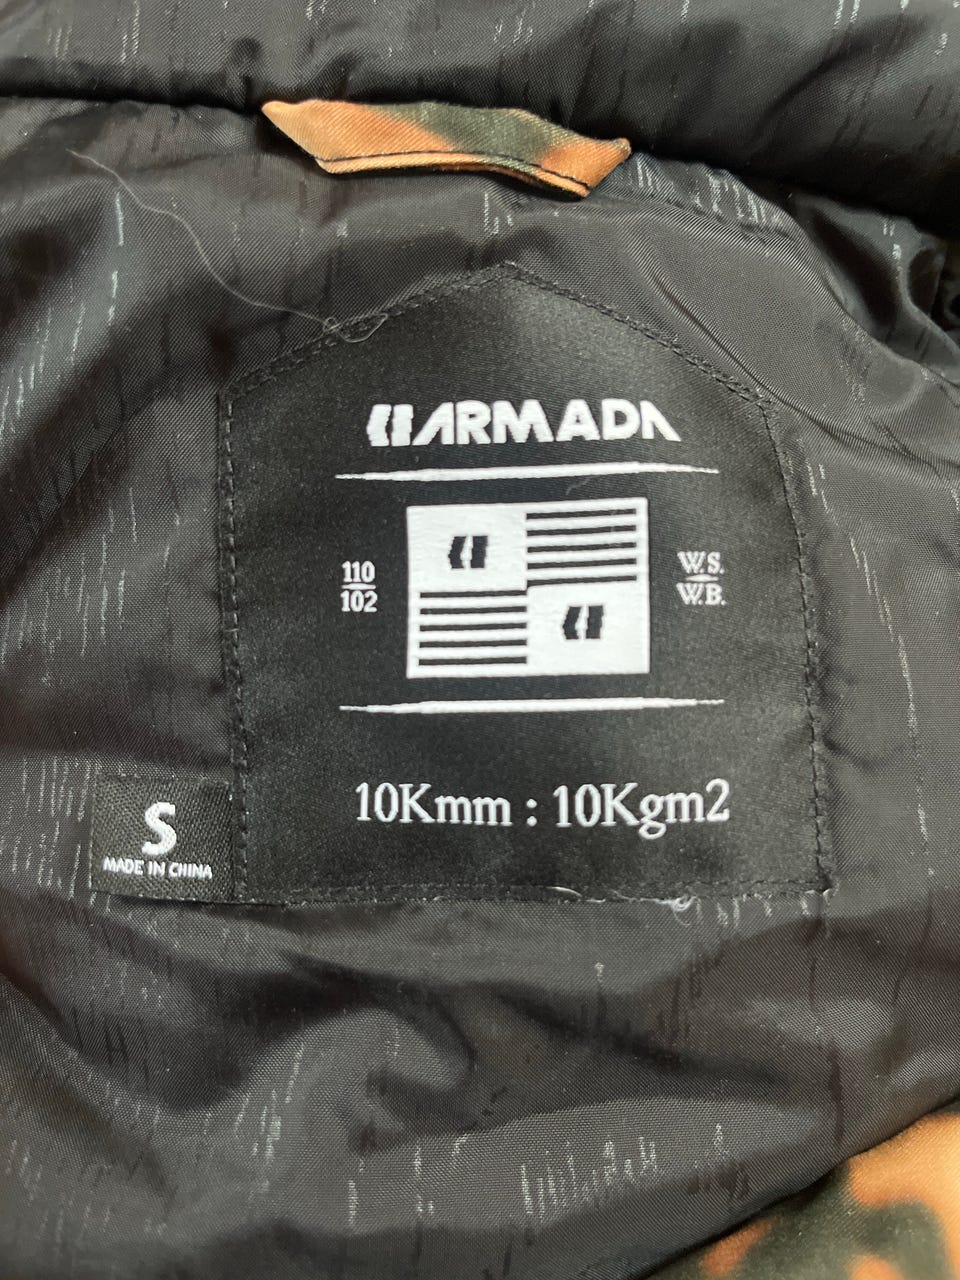 ARMADA
110
102
W.S.
W.B.
10Kmm : 10Kgm2
S
MADE IN CHINA